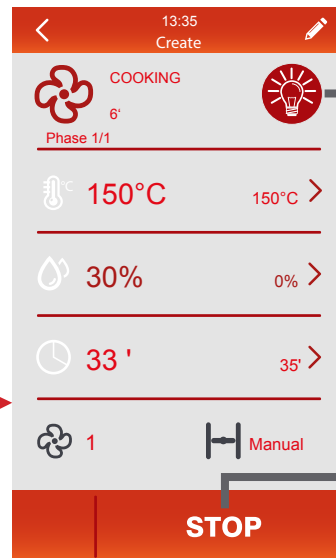 13:35
Create
COOKING
6'
Phase 1/1
°C 150°C 150°C
30% 0%
33 ' 35'
1 Manual
STOP